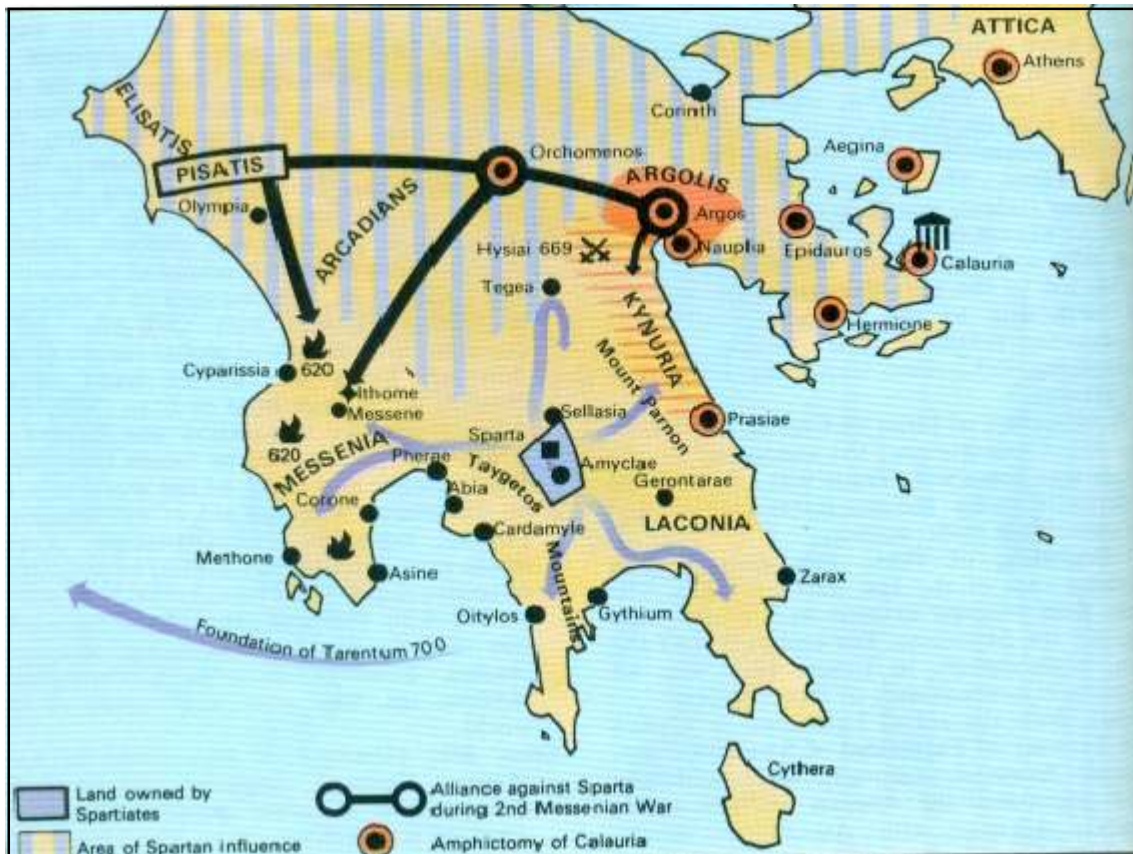 ATTICA
Athens
Corinth
ELISATIS
PISATIS
Orchomenos
Aegina
ARGOLIS
Olympia
ARCADIANS
Argos
Hysiai 669
Nauplia
Epidauros
Calauria
Tegea
KYNURIA
Hermicine
Cyparissia
620
Mount Parnon
Ithome
Messene
Sellasia
Prasiae
Sparta
620
MESSENIA
Pherae
Taygetos
Amyclae
Abia
Gerontarae
Corone
Cardamyle
LACONIA
Methone
Asine
Mountains
Zarax
Oitylos
Gythium
Foundation of Tarentum 700
Cythera
Land owned by
Spartiates
Alliance against Sparta
during 2nd Messenian War
Area of Spartan influence
Amphictomy of Calauria